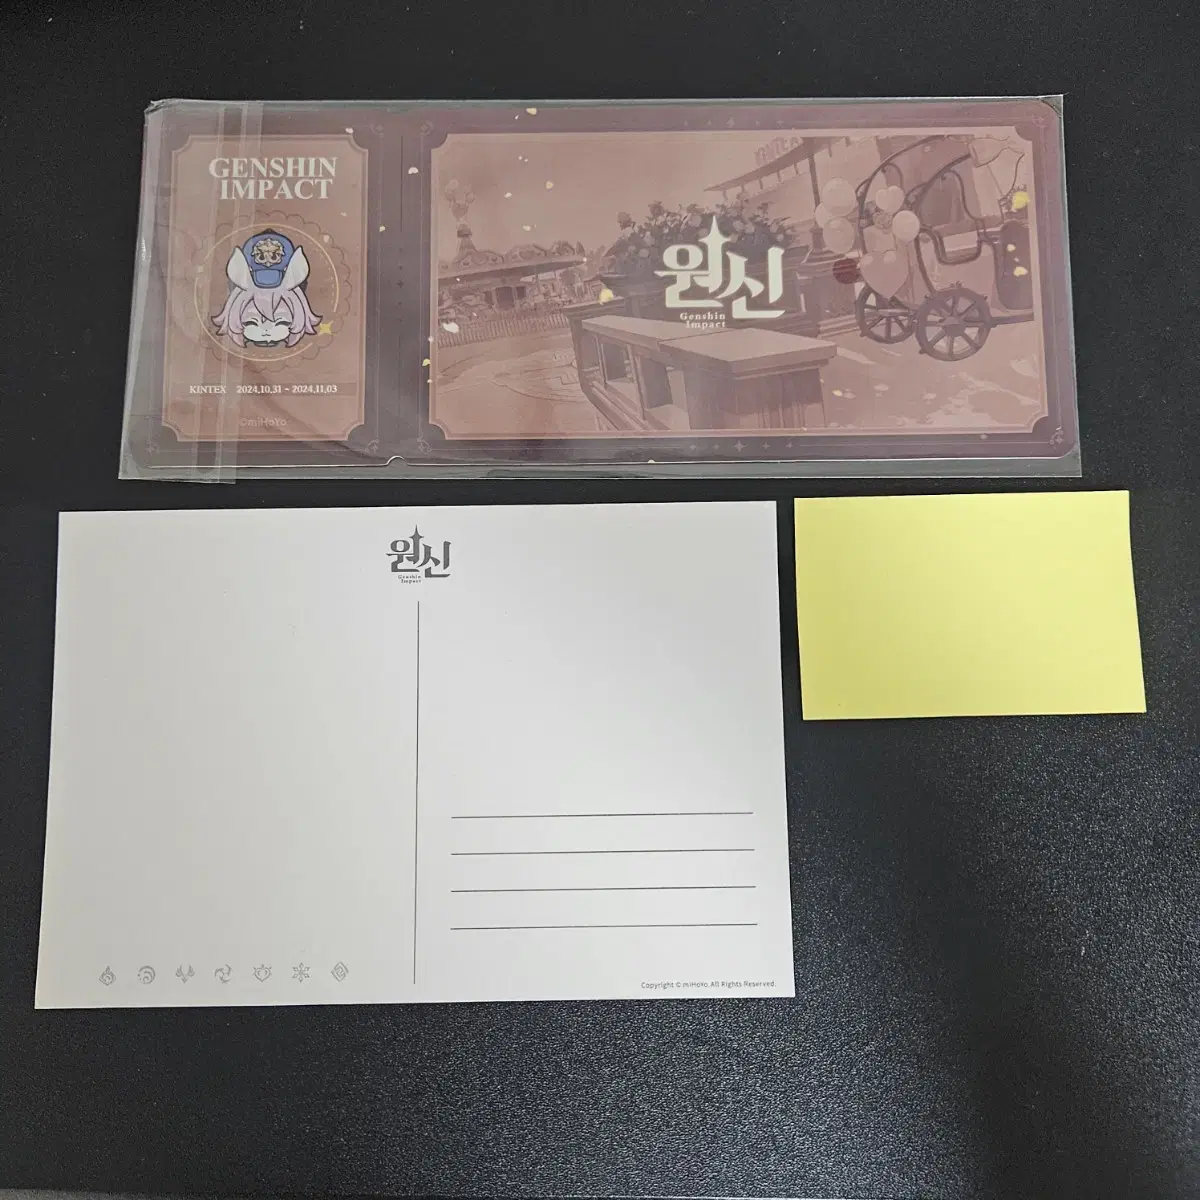 GENSHIN
IMPACT
KINTEX 2024.10.31 ~ 2024.11.03
©miHoYo
원신
Genshin
Impact
원신
Genshin
Impact
Copyright © miHoYo. All Rights Reserved.